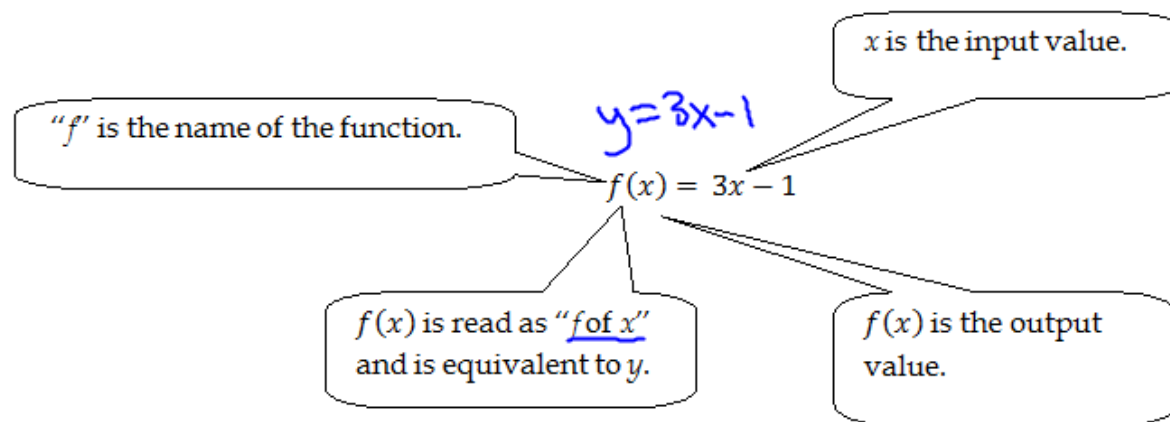 x is the input value.
"f" is the name of the function.
y=3x-1
f(x) = 3x − 1
f(x) is read as "f of x"
and is equivalent to y.
f(x) is the output
value.